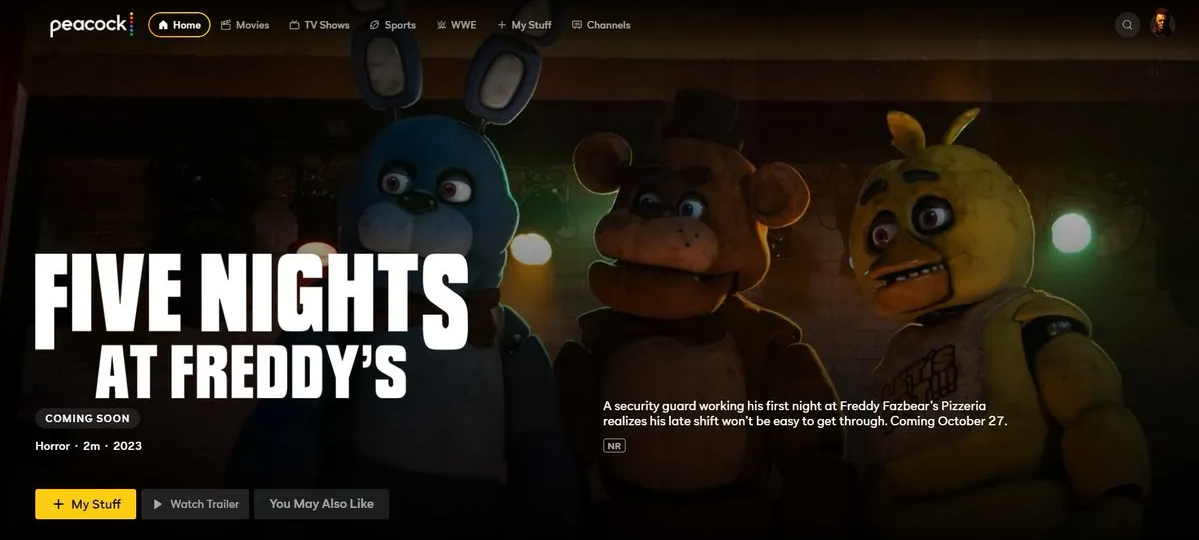 peacock
Home
Movies
TV Shows
Sports
WWE
My Stuff
Channels
FIVE NIGHTS
AT FREDDY'S
COMING SOON
Horror · 2m · 2023
A security guard working his first night at Freddy Fazbear's Pizzeria
realizes his late shift won't be easy to get through. Coming October 27.
NR
+ My Stuff
Watch Trailer
You May Also Like